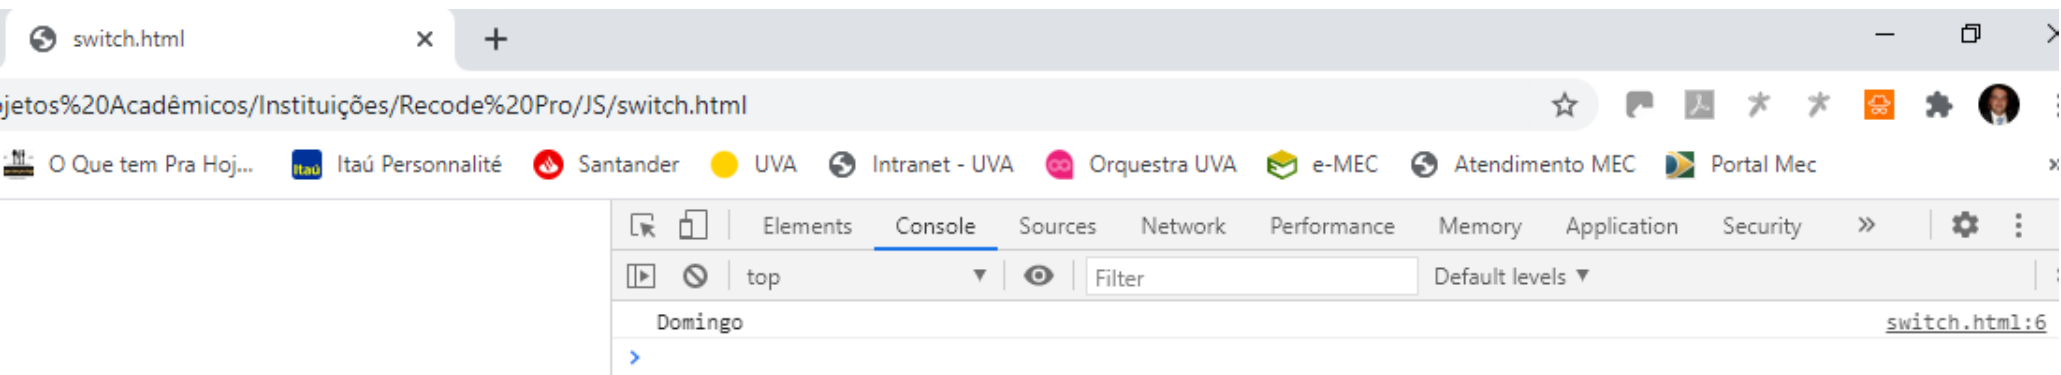 switch.html
jetos%20Acadêmicos/Instituições/Recode%20Pro/JS/switch.html
O Que tem Pra Hoj... Itaú Itaú Personnalité Santander UVA Intranet - UVA Orquestra UVA e-MEC Atendimento MEC Portal Mec
Elements Console Sources Network Performance Memory Application Security
top Filter Default levels
Domingo switch.html:6